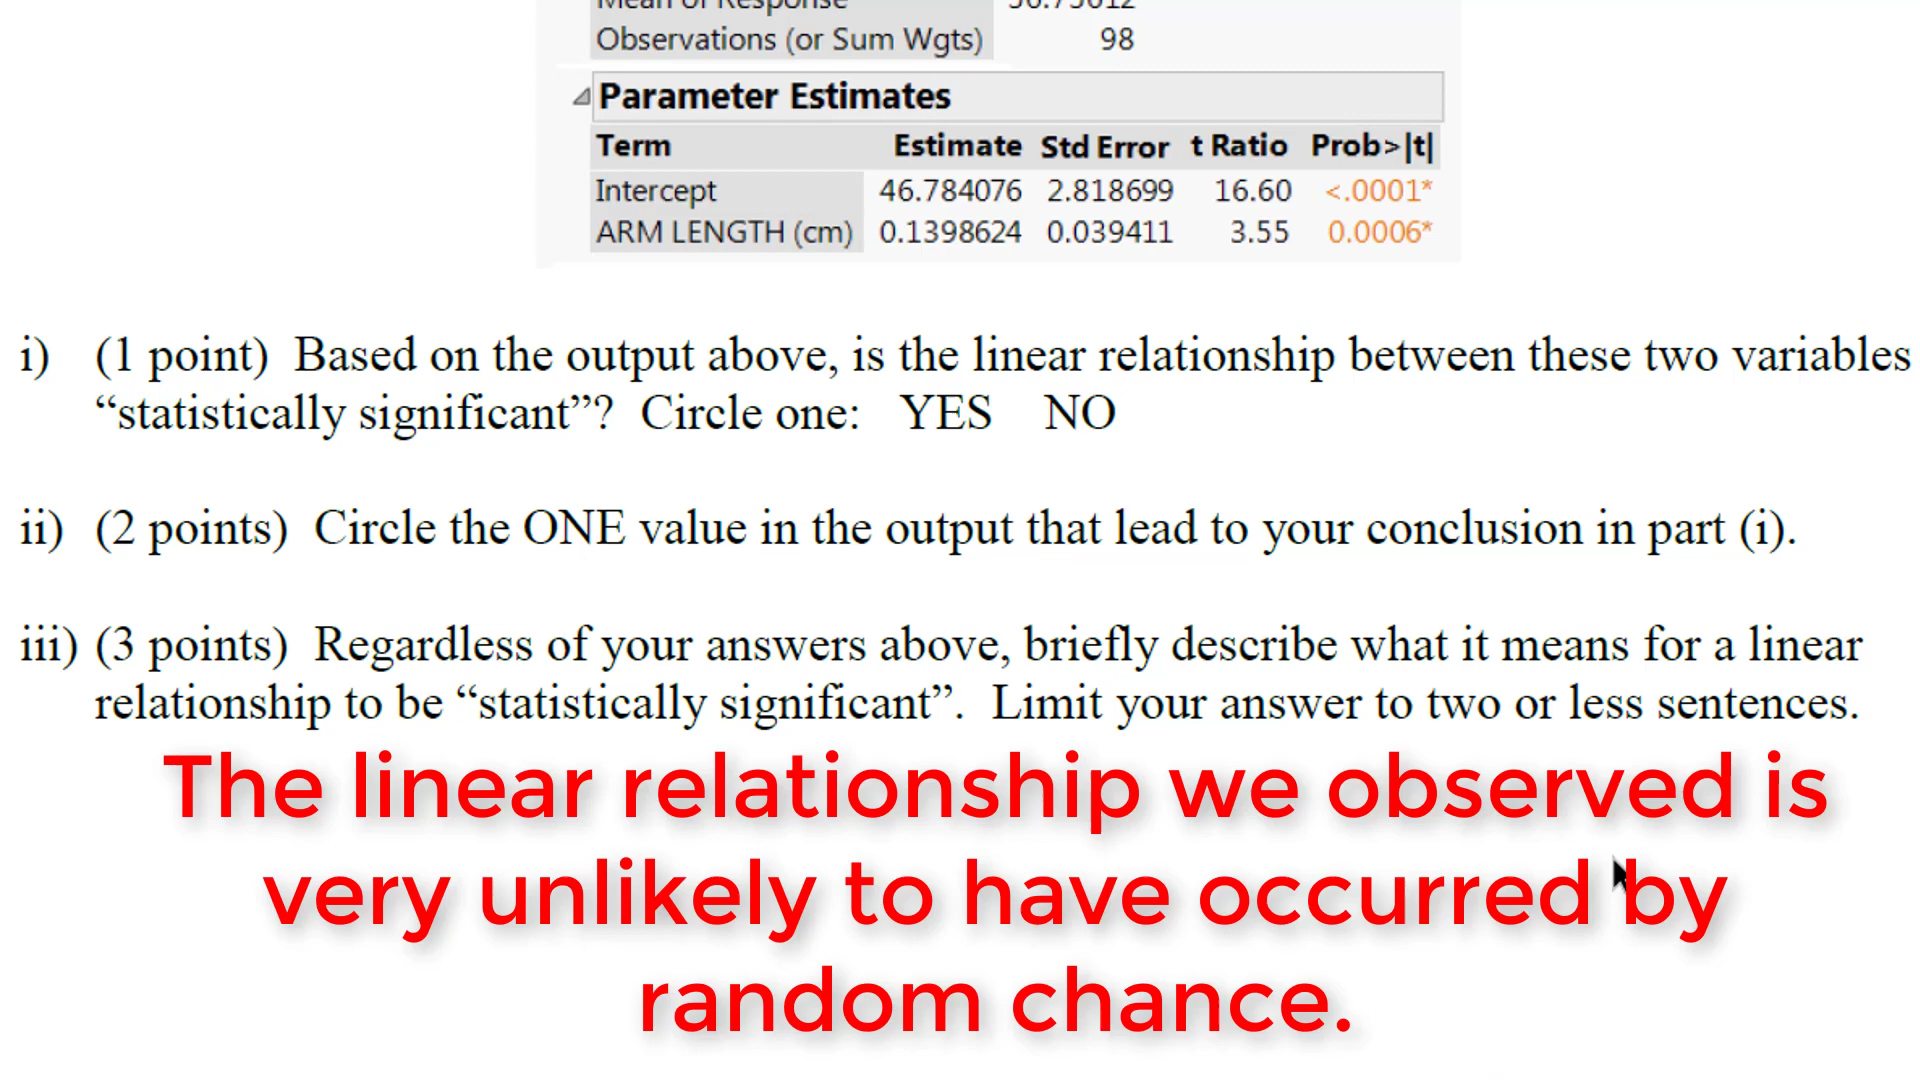 Mean of Response 56.75612
Observations (or Sum Wgts) 98
Parameter Estimates
Term Estimate Std Error t Ratio Prob>|t|
Intercept 46.784076 2.818699 16.60 <.0001*
ARM LENGTH (cm) 0.1398624 0.039411 3.55 0.0006*
i) (1 point) Based on the output above, is the linear relationship between these two variables
“statistically significant”? Circle one: YES NO
ii) (2 points) Circle the ONE value in the output that lead to your conclusion in part (i).
iii) (3 points) Regardless of your answers above, briefly describe what it means for a linear
relationship to be “statistically significant”. Limit your answer to two or less sentences.
The linear relationship we observed is
very unlikely to have occurred by
random chance.